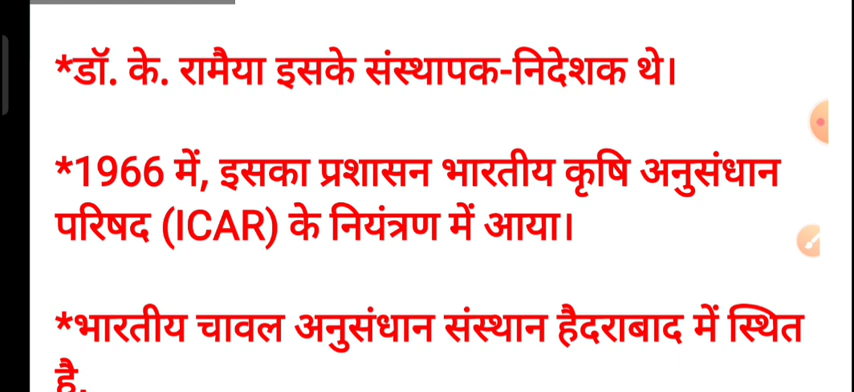 *डॉ. के. रामैया इसके संस्थापक-निदेशक थे।
*1966 में, इसका प्रशासन भारतीय कृषि अनुसंधान
परिषद (ICAR) के नियंत्रण में आया।
*भारतीय चावल अनुसंधान संस्थान हैदराबाद में स्थित
है.